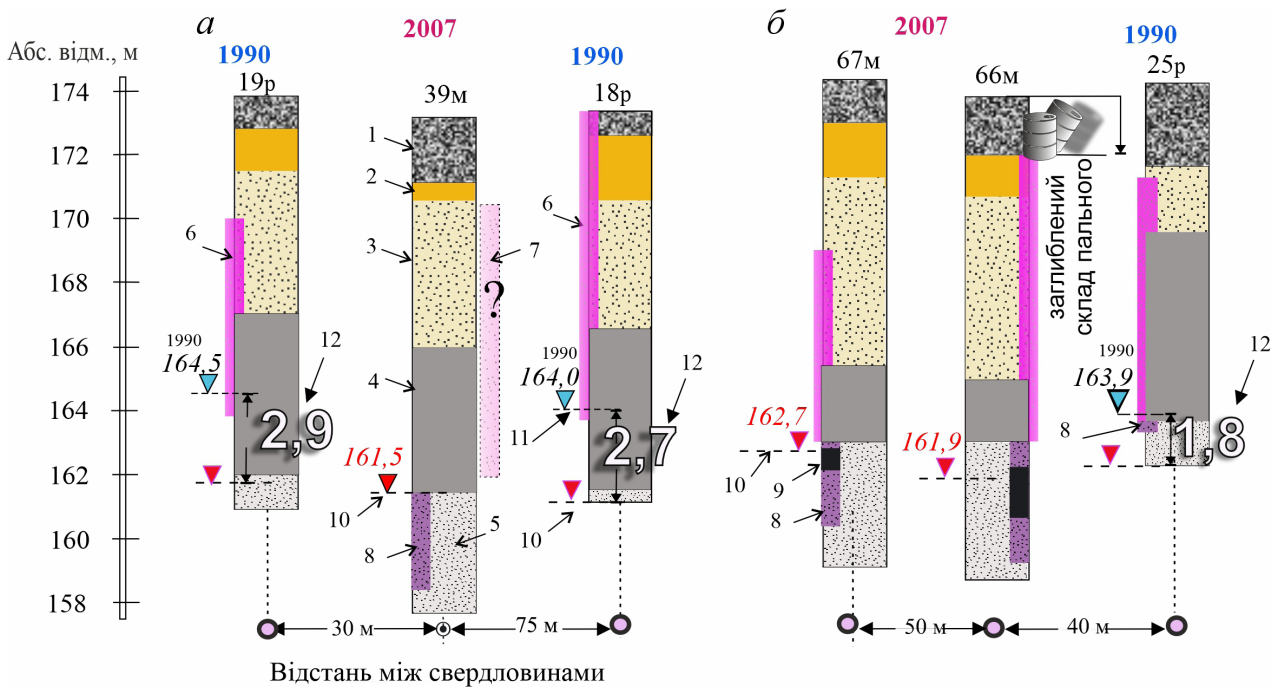 а
2007
б
Абс. відм., м
1990
1990
2007
1990
19р
39м
18р
67м
66м
25р
174
172
170
168
166
164
162
160
158
1
2
3
4
5
6
7
?
8
10
1990
164,5
12
2,9
161,5
6
1990
164,0
11
12
2,7
10
162,7
10
9
8
161,9
заглиблений
склад пального
1990
163,9
12
8
1,8
30 м
75 м
50 м
40 м
Відстань між свердловинами